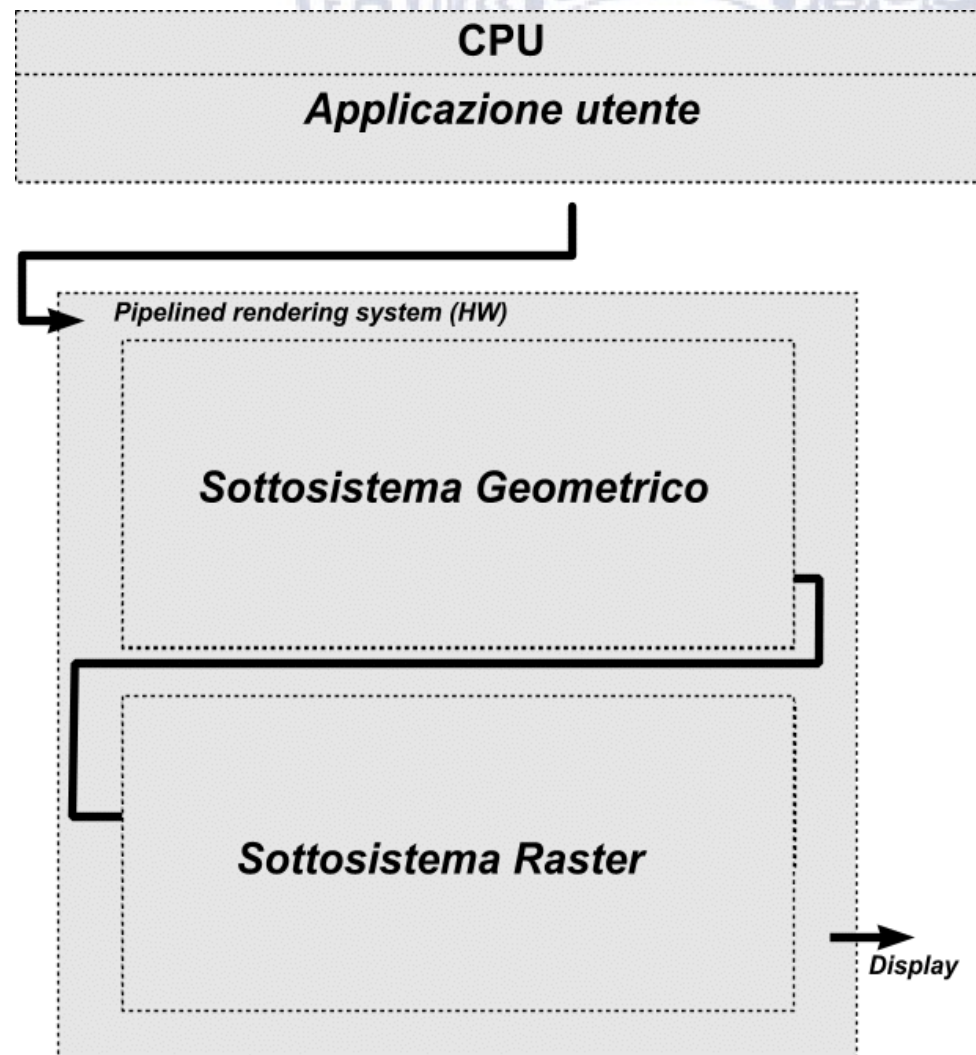 CPU
Applicazione utente
Pipelined rendering system (HW)
Sottosistema Geometrico
Sottosistema Raster
Display